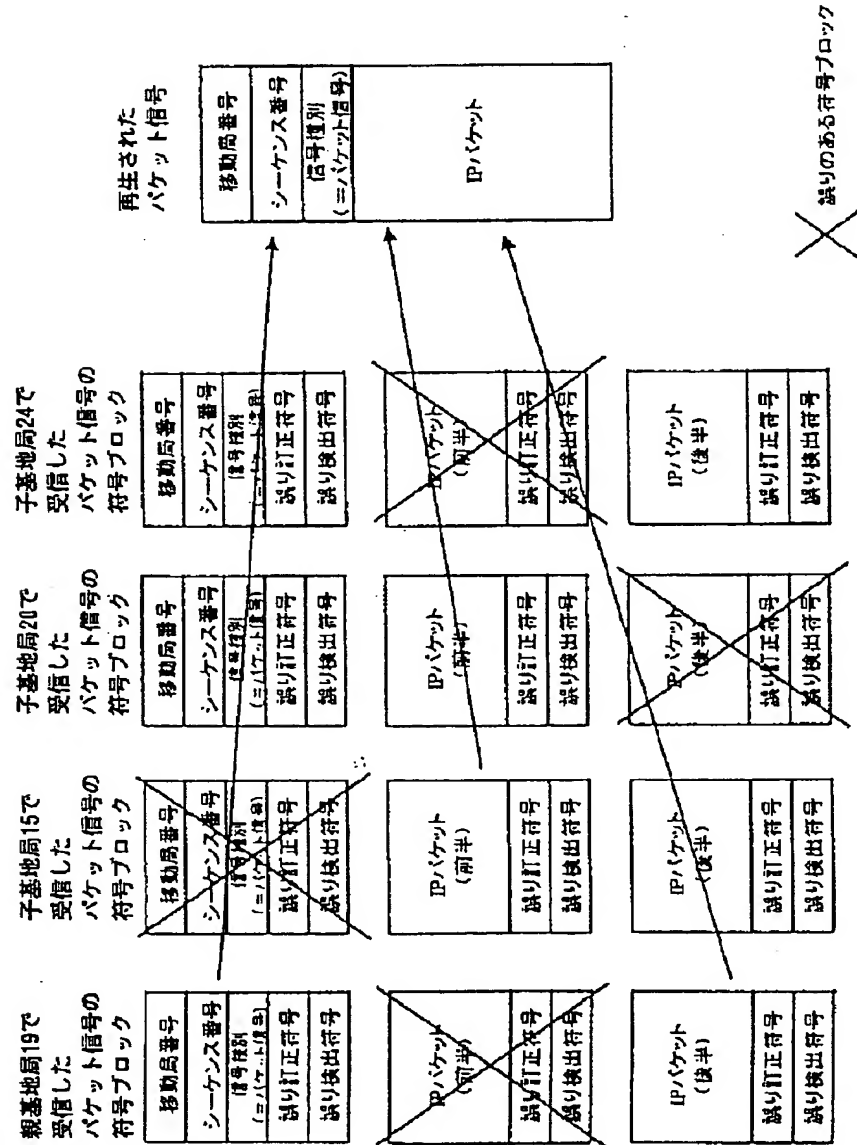 親基地局19で
受信した
パケット信号の
符号ブロック
移動局番号
シーケンス番号
信号種別
(=パケット信号)
誤り訂正符号
誤り検出符号
IPパケット
(前半)
誤り訂正符号
誤り検出符号
IPパケット
(後半)
誤り訂正符号
誤り検出符号
子基地局15で
受信した
パケット信号の
符号ブロック
移動局番号
シーケンス番号
信号種別
(=パケット信号)
誤り訂正符号
誤り検出符号
IPパケット
(前半)
誤り訂正符号
誤り検出符号
IPパケット
(後半)
誤り訂正符号
誤り検出符号
子基地局20で
受信した
パケット信号の
符号ブロック
移動局番号
シーケンス番号
信号種別
(=パケット信号)
誤り訂正符号
誤り検出符号
IPパケット
(前半)
誤り訂正符号
誤り検出符号
IPパケット
(後半)
誤り訂正符号
誤り検出符号
子基地局24で
受信した
パケット信号の
符号ブロック
移動局番号
シーケンス番号
信号種別
(=パケット信号)
誤り訂正符号
誤り検出符号
IPパケット
(前半)
誤り訂正符号
誤り検出符号
IPパケット
(後半)
誤り訂正符号
誤り検出符号
再生された
パケット信号
移動局番号
シーケンス番号
信号種別
(=パケット信号)
IPパケット
誤りのある符号ブロック